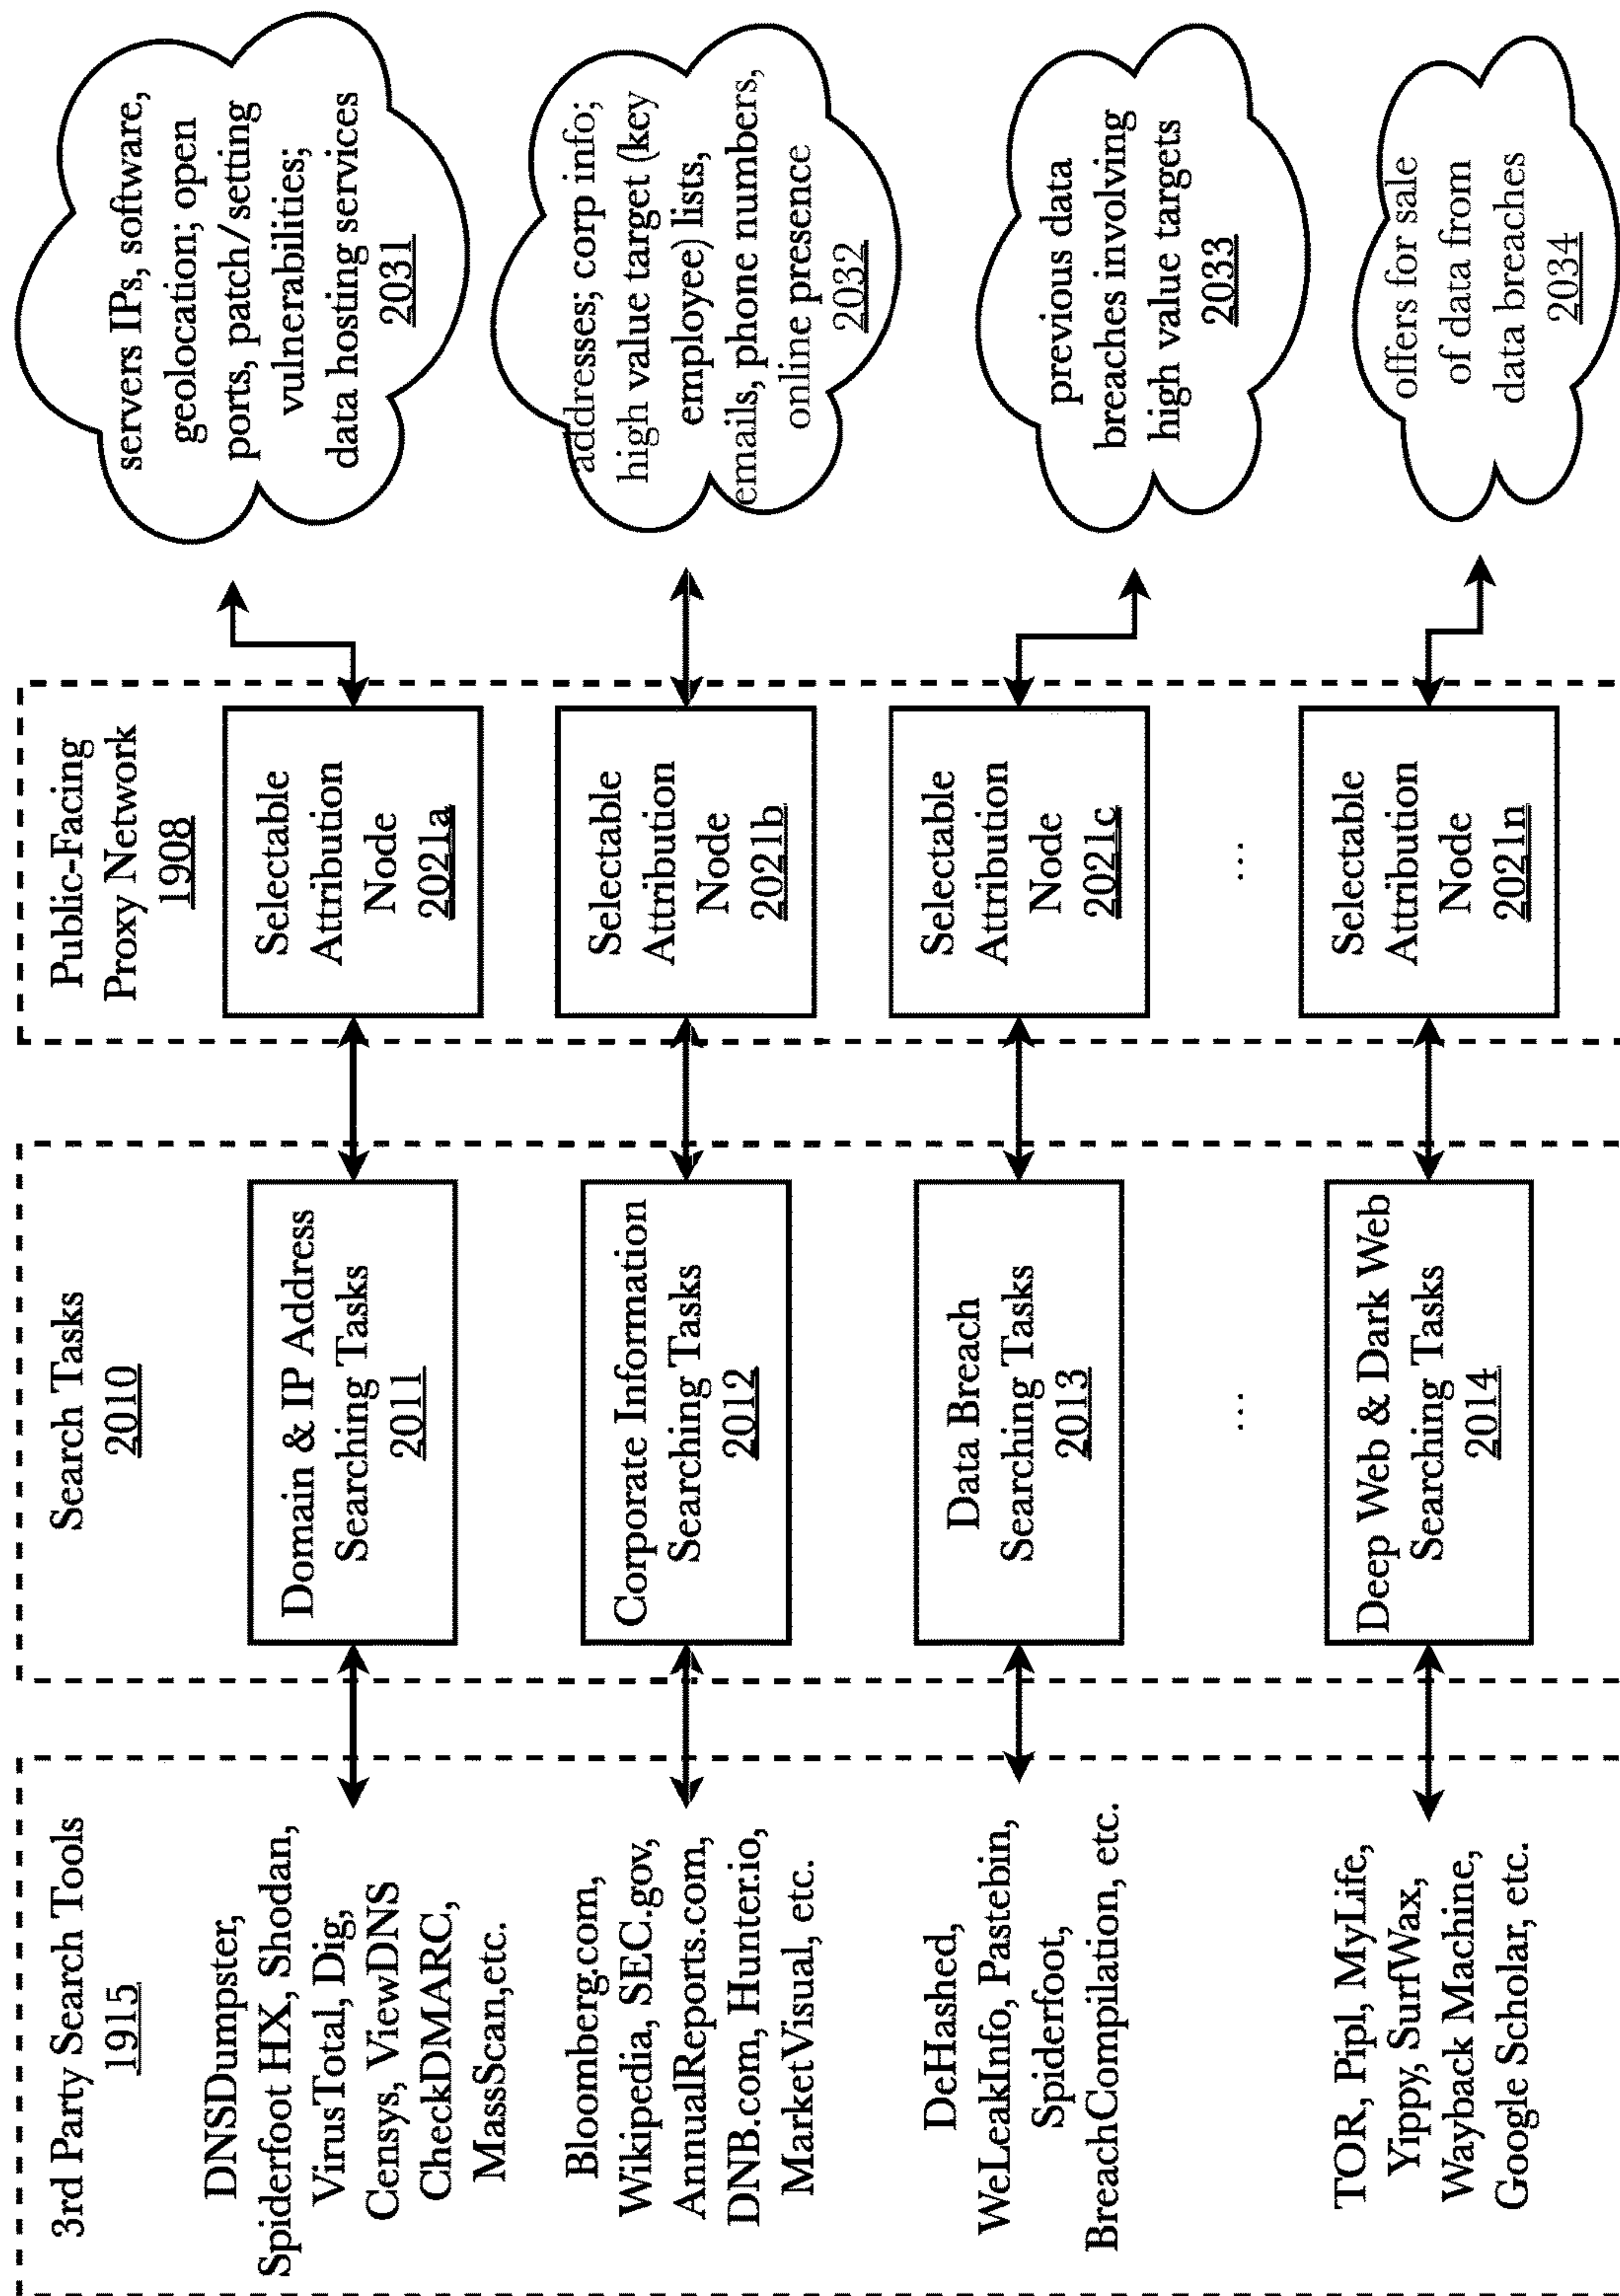 3rd Party Search Tools
1915
DNSDumpster,
Spiderfoot HX, Shodan,
VirusTotal, Dig,
Censys, ViewDNS
CheckDMARC,
MassScan,etc.
Bloomberg.com,
Wikipedia, SEC.gov,
AnnualReports.com,
DNB.com, Hunter.io,
MarketVisual, etc.
DeHashed,
WeLeakInfo, Pastebin,
Spiderfoot,
BreachCompilation, etc.
TOR, Pipl, MyLife,
Yippy, SurfWax,
Wayback Machine,
Google Scholar, etc.
Search Tasks
2010
Domain & IP Address
Searching Tasks
2011
Corporate Information
Searching Tasks
2012
Data Breach
Searching Tasks
2013
...
Deep Web & Dark Web
Searching Tasks
2014
Public-Facing
Proxy Network
1908
Selectable
Attribution
Node
2021a
Selectable
Attribution
Node
2021b
Selectable
Attribution
Node
2021c
...
Selectable
Attribution
Node
2021n
servers IPs, software,
geolocation; open
ports, patch/setting
vulnerabilities;
data hosting services
2031
addresses; corp info;
high value target (key
employee) lists,
emails, phone numbers,
online presence
2032
previous data
breaches involving
high value targets
2033
offers for sale
of data from
data breaches
2034